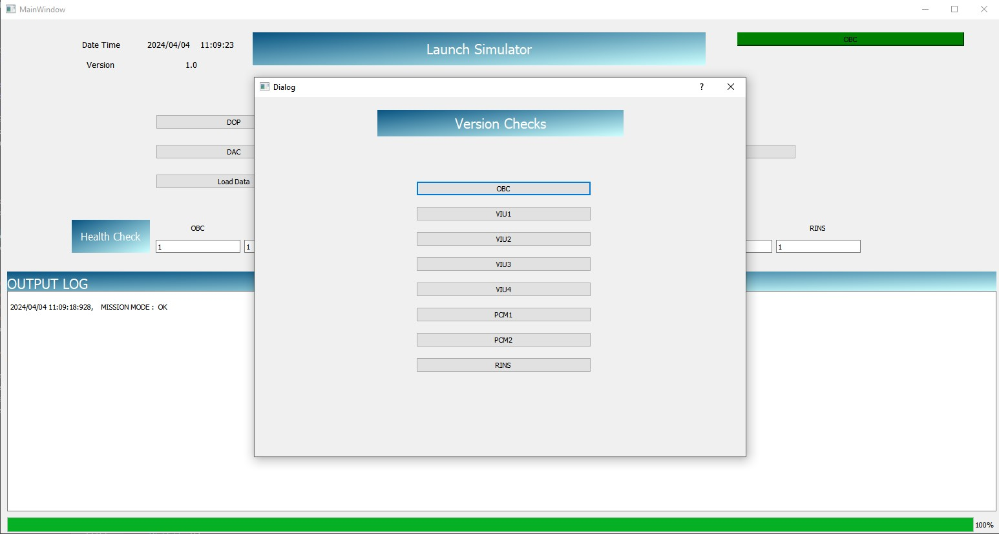 MainWindow
Date Time 2024/04/04 11:09:23
Launch Simulator
OBC
Version 1.0
Dialog
?
Version Checks
DOP
DAC
Load Data
OBC
VIU1
VIU2
VIU3
VIU4
PCM1
PCM2
RINS
Health Check
OBC
1
1
RINS
1
OUTPUT LOG
2024/04/04 11:09:18:928, MISSION MODE : OK
100%